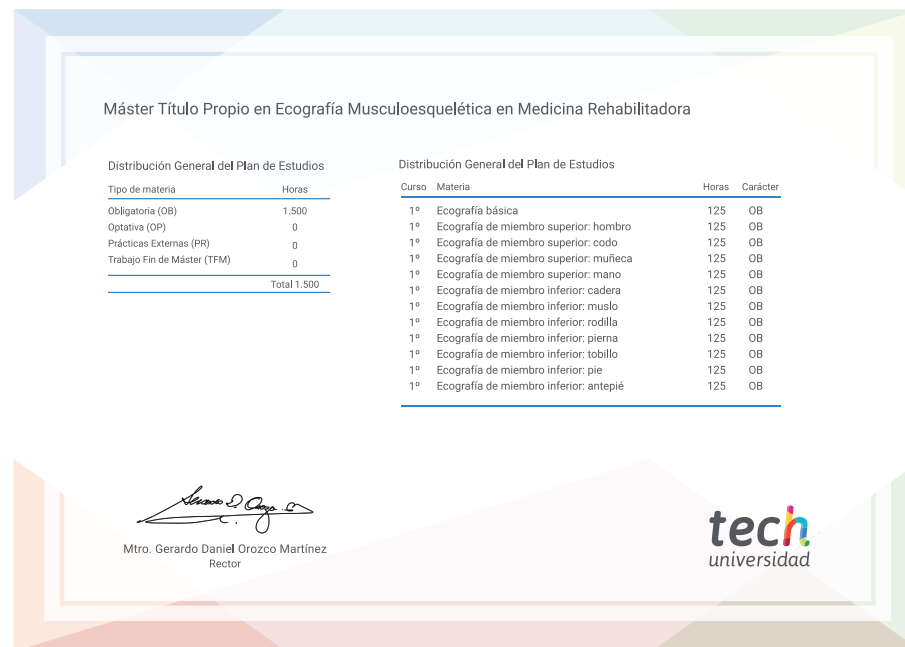 Máster Título Propio en Ecografía Musculoesquelética en Medicina Rehabilitadora
Distribución General del Plan de Estudios
Tipo de materia Horas
Obligatoria (OB) 1.500
Optativa (OP) 0
Prácticas Externas (PR) 0
Trabajo Fin de Máster (TFM) 0
Total 1.500
Distribución General del Plan de Estudios
Curso Materia Horas Carácter
1º Ecografía básica 125 OB
1º Ecografía de miembro superior: hombro 125 OB
1º Ecografía de miembro superior: codo 125 OB
1º Ecografía de miembro superior: muñeca 125 OB
1º Ecografía de miembro superior: mano 125 OB
1º Ecografía de miembro inferior: cadera 125 OB
1º Ecografía de miembro inferior: muslo 125 OB
1º Ecografía de miembro inferior: rodilla 125 OB
1º Ecografía de miembro inferior: pierna 125 OB
1º Ecografía de miembro inferior: tobillo 125 OB
1º Ecografía de miembro inferior: pie 125 OB
1º Ecografía de miembro inferior: antepié 125 OB
Mtro. Gerardo Daniel Orozco Martínez
Rector
tech
universidad